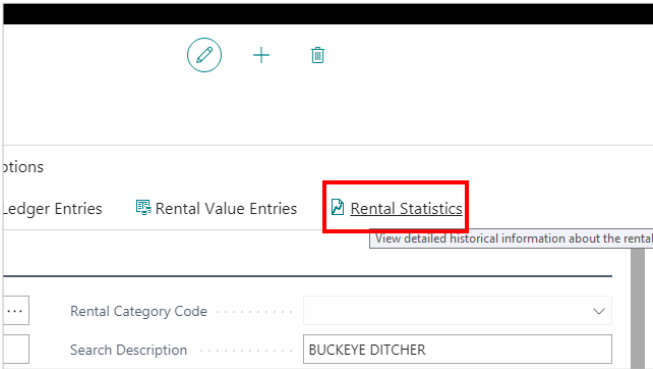 ptions
Ledger Entries Rental Value Entries Rental Statistics
View detailed historical information about the rental
Rental Category Code
Search Description BUCKEYE DITCHER